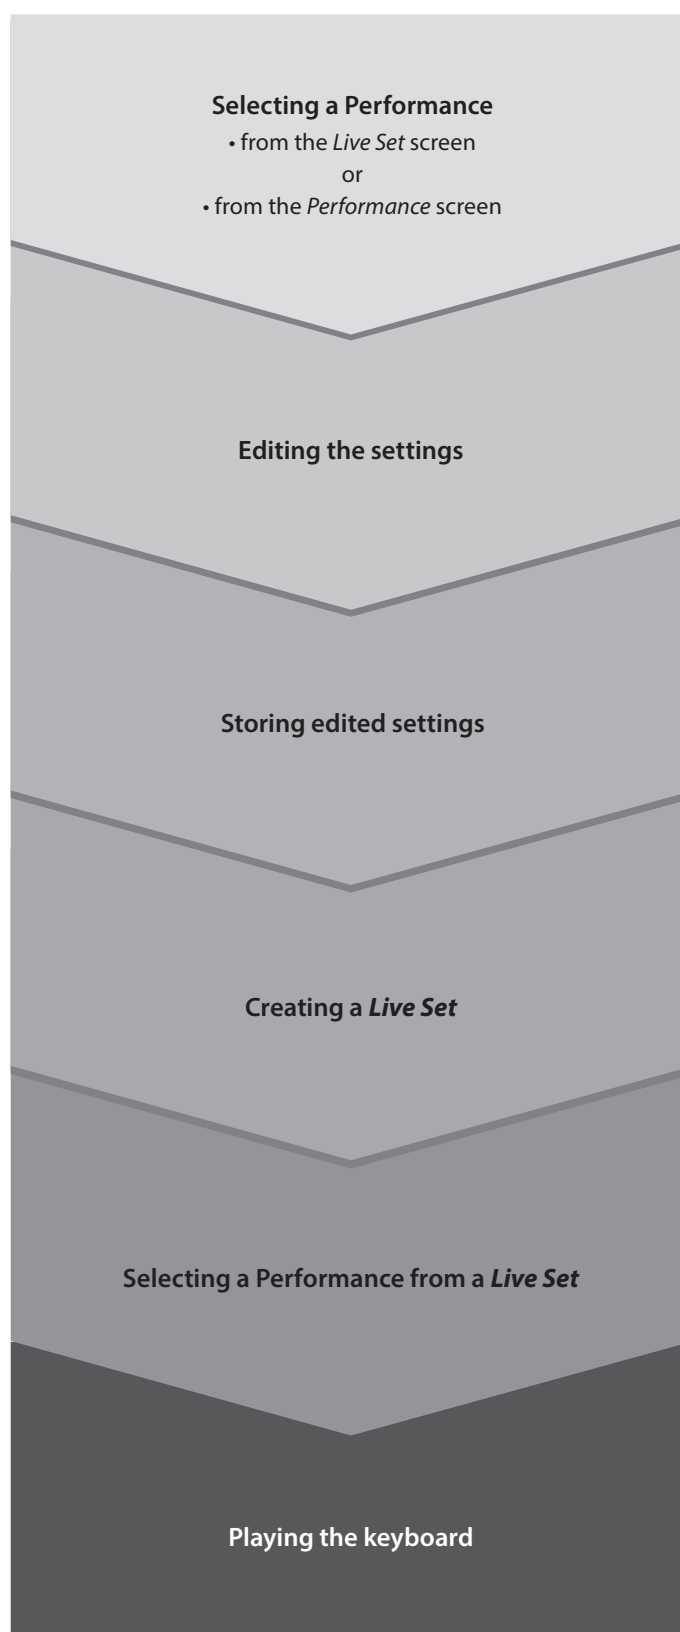 Selecting a Performance
• from the Live Set screen
or
• from the Performance screen
Editing the settings
Storing edited settings
Creating a Live Set
Selecting a Performance from a Live Set
Playing the keyboard